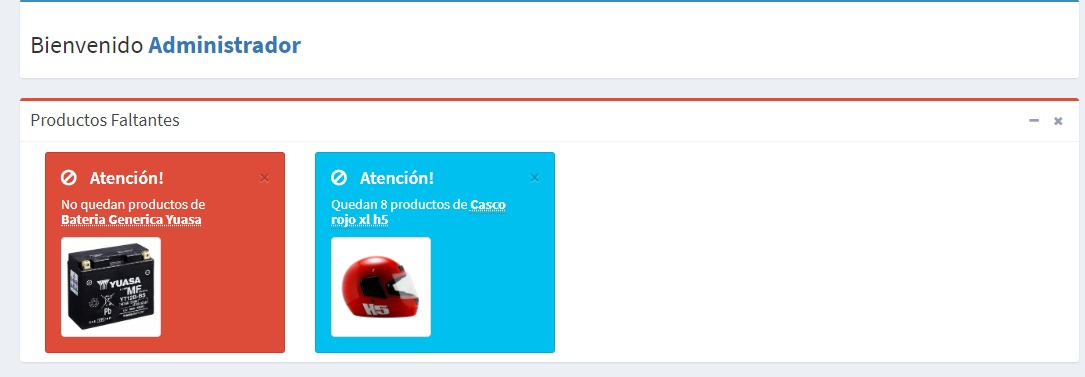 Bienvenido Administrador
Productos Faltantes
Atención!
No quedan productos de
Bateria Generica Yuasa
YUASA
MF
YT12B-BS
Pb
Atención!
Quedan 8 productos de Casco
rojo xl h5
H5